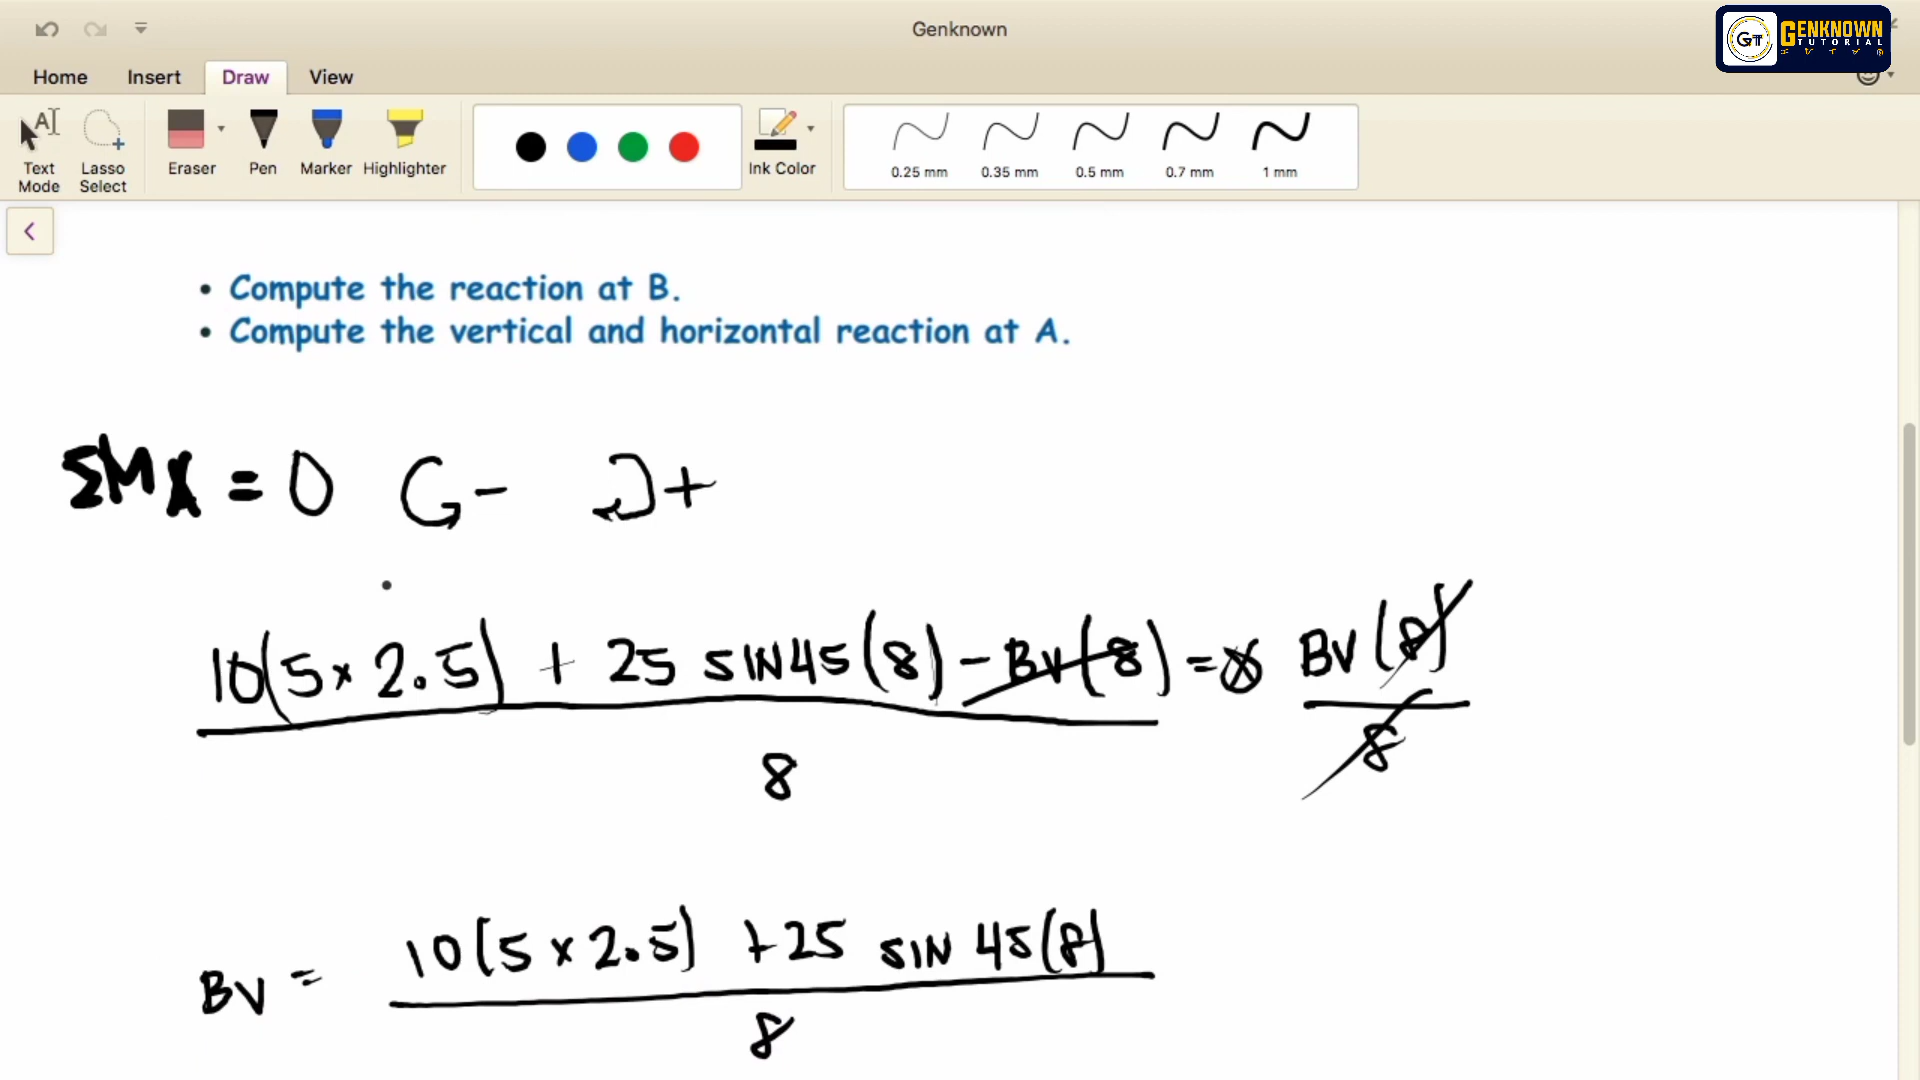 Genknown
GT GENKNOWN
TUTORIAL
Home Insert Draw View
Text Mode Lasso Select Eraser Pen Marker Highlighter Ink Color 0.25 mm 0.35 mm 0.5 mm 0.7 mm 1 mm
• Compute the reaction at B.
• Compute the vertical and horizontal reaction at A.
ΣMX = 0 - +
10(5 x 2.5) + 25 SIN45(8) - BV(8) = 0 BV(8)
8 8
BV = 10(5 x 2.5) + 25 SIN 45(8)
8